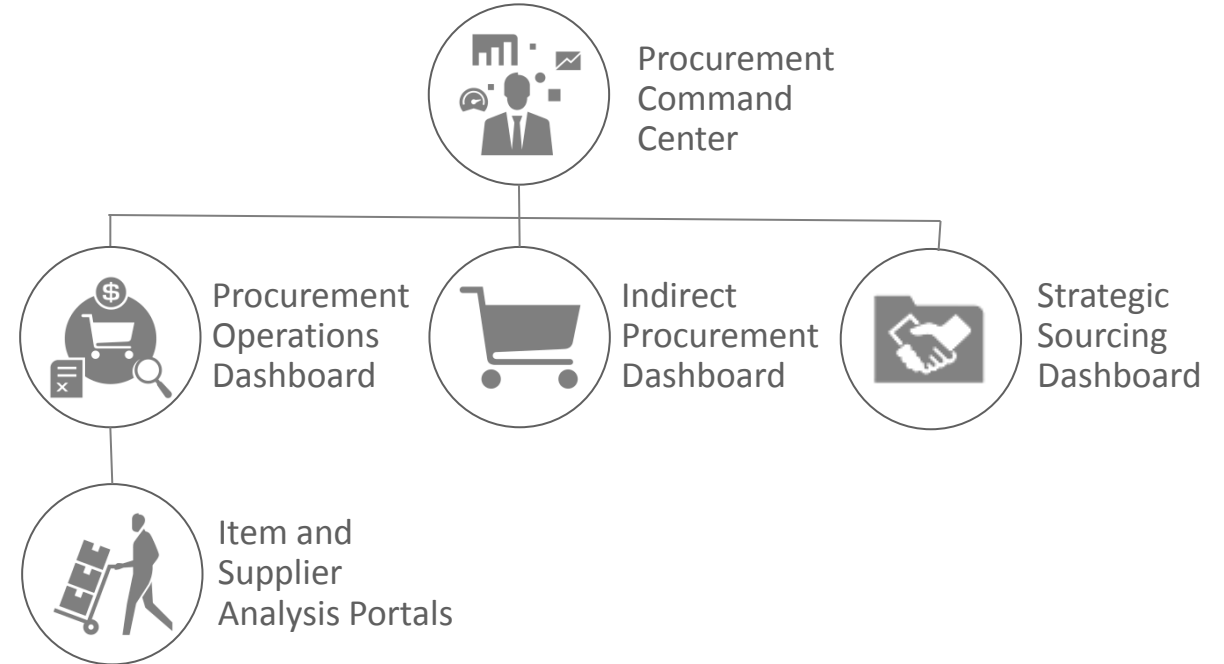 Procurement
Command
Center
Procurement
Operations
Dashboard
Indirect
Procurement
Dashboard
Strategic
Sourcing
Dashboard
Item and
Supplier
Analysis Portals
$
x